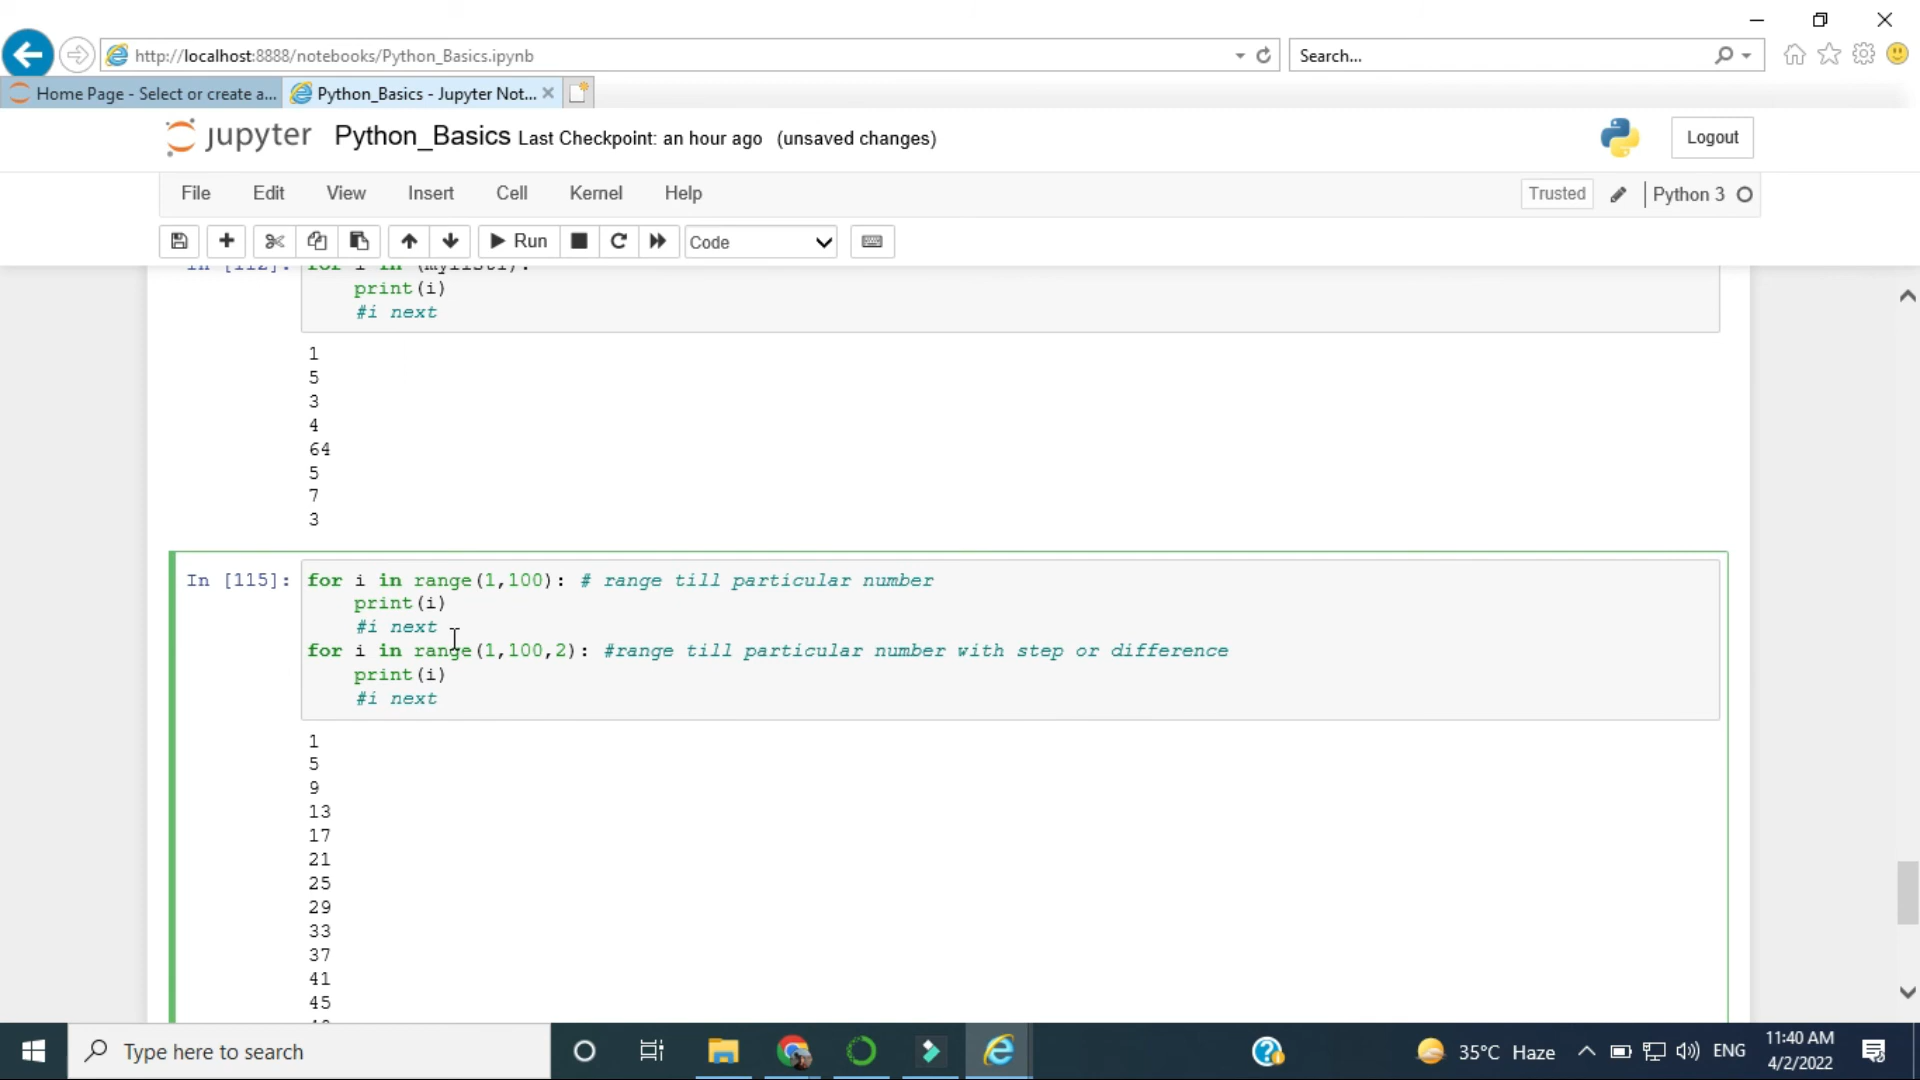 http://localhost:8888/notebooks/Python_Basics.ipynb
Search...
Home Page - Select or create a...
Python_Basics - Jupyter Not...
jupyter Python_Basics Last Checkpoint: an hour ago (unsaved changes)
Logout
File Edit View Insert Cell Kernel Help
Trusted Python 3
Run Code
In [112]: for i in (mylist1):
print(i)
#i next
1
5
3
4
64
5
7
3
In [115]: for i in range(1,100): # range till particular number
print(i)
#i next
for i in range(1,100,2): #range till particular number with step or difference
print(i)
#i next
1
5
9
13
17
21
25
29
33
37
41
45
Type here to search
35°C Haze
ENG
11:40 AM
4/2/2022